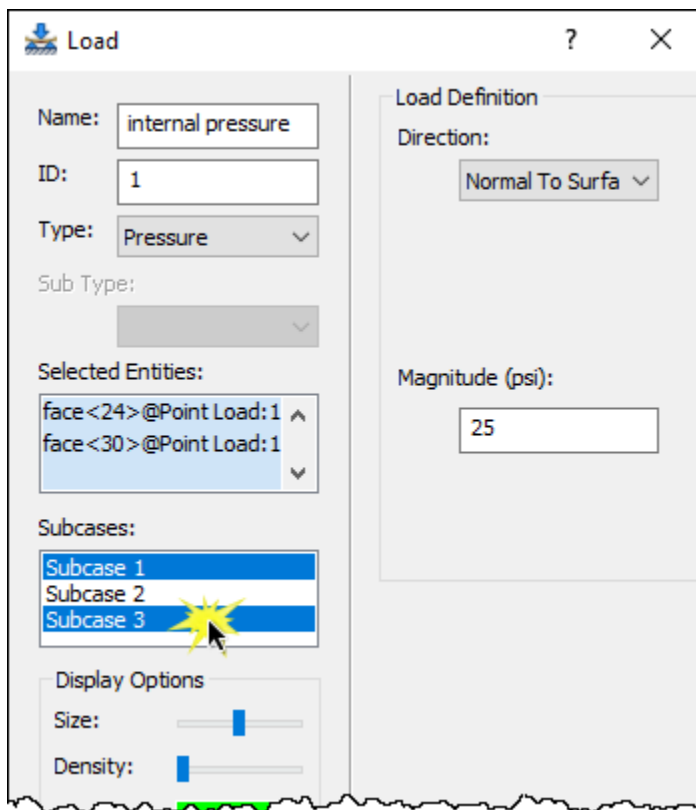 Load
?
Name:
internal pressure
ID:
1
Type:
Pressure
Sub Type:
Selected Entities:
face<24>@Point Load:1
face<30>@Point Load:1
Subcases:
Subcase 1
Subcase 2
Subcase 3
Display Options
Size:
Density:
Load Definition
Direction:
Normal To Surfa
Magnitude (psi):
25